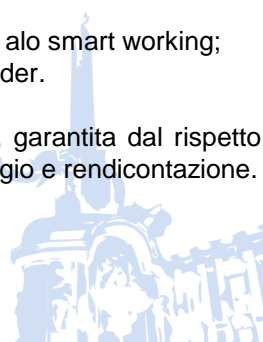 alo smart working;
der.
garantita dal rispetto
gio e rendicontazione.